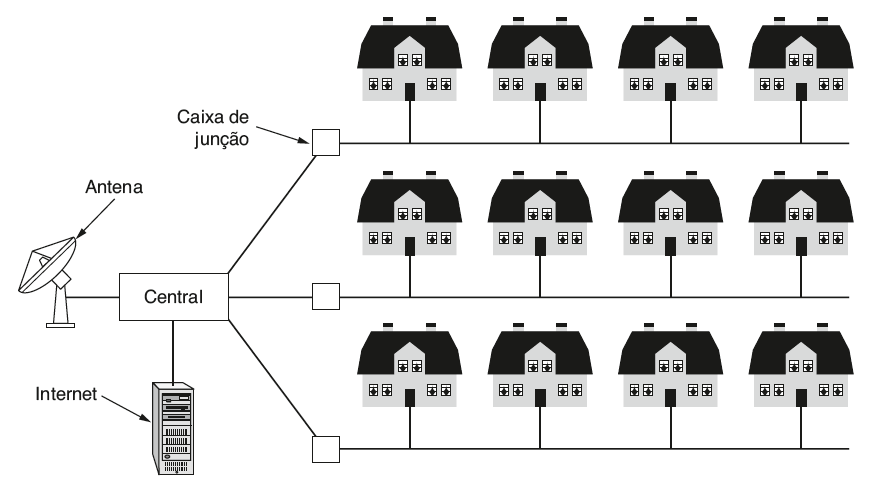 Caixa de
junção
Antena
Central
Internet